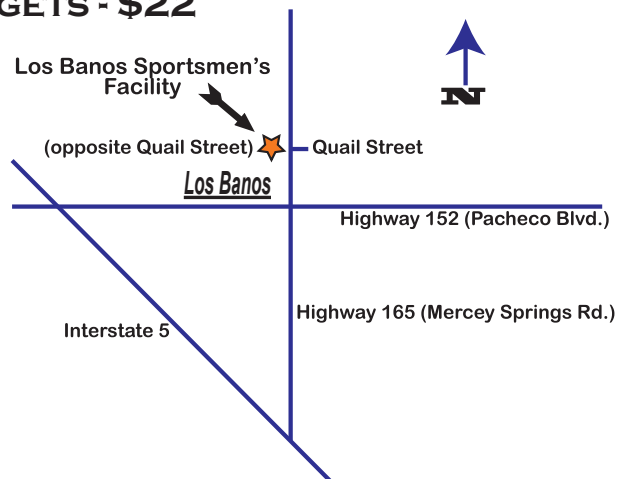 GETS - $22
Los Banos Sportsmen's
Facility
N
(opposite Quail Street)
Quail Street
Los Banos
Highway 152 (Pacheco Blvd.)
Highway 165 (Mercey Springs Rd.)
Interstate 5